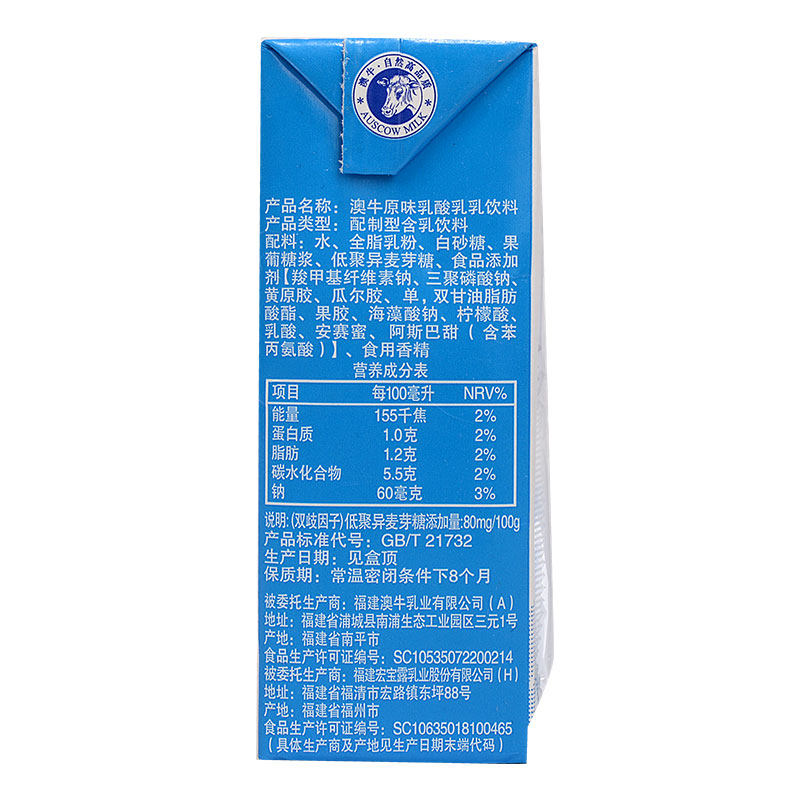 澳牛·自然高品质
AUSCOW MILK
产品名称：澳牛原味乳酸乳乳饮料
产品类型：配制型含乳饮料
配料：水、全脂乳粉、白砂糖、果
葡糖浆、低聚异麦芽糖、食品添加
剂【羧甲基纤维素钠、三聚磷酸钠、
黄原胶、瓜尔胶、单，双甘油脂肪
酸酯、果胶、海藻酸钠、柠檬酸、
乳酸、安赛蜜、阿斯巴甜（含苯
丙氨酸）】、食用香精
营养成分表
项目 每100毫升 NRV%
能量 155千焦 2%
蛋白质 1.0克 2%
脂肪 1.2克 2%
碳水化合物 5.5克 2%
钠 60毫克 3%
说明：(双歧因子)低聚异麦芽糖添加量:80mg/100g
产品标准代号：GB/T 21732
生产日期：见盒顶
保质期：常温密闭条件下8个月
被委托生产商：福建澳牛乳业有限公司（A）
地址：福建省浦城县南浦生态工业园区三元1号
产地：福建省南平市
食品生产许可证编号：SC10535072200214
被委托生产商：福建宏宝露乳业股份有限公司（H）
地址：福建省福清市宏路镇东坪88号
产地：福建省福州市
食品生产许可证编号：SC10635018100465
（具体生产商及产地见生产日期末端代码）